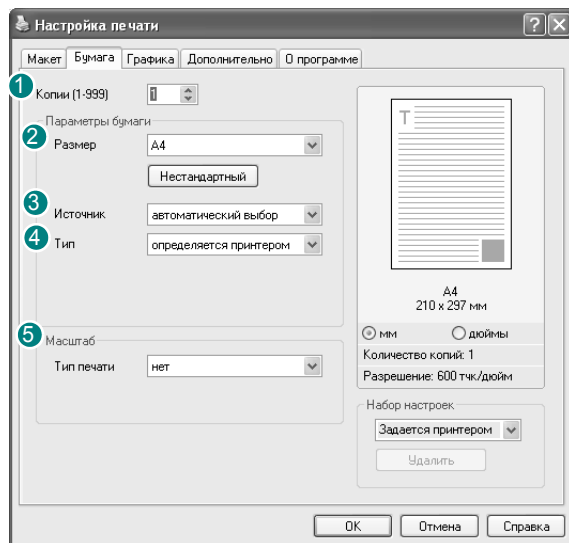 Настройка печати
Макет Бумага Графика Дополнительно О программе
1
Копии (1-999) 1
Параметры бумаги
2
Размер A4
Нестандартный
3
Источник автоматический выбор
4
Тип определяется принтером
5
Масштаб
Тип печати нет
T
A4
210 x 297 мм
мм дюймы
Количество копий: 1
Разрешение: 600 тчк/дюйм
Набор настроек
Задается принтером
Удалить
OK Отмена Справка